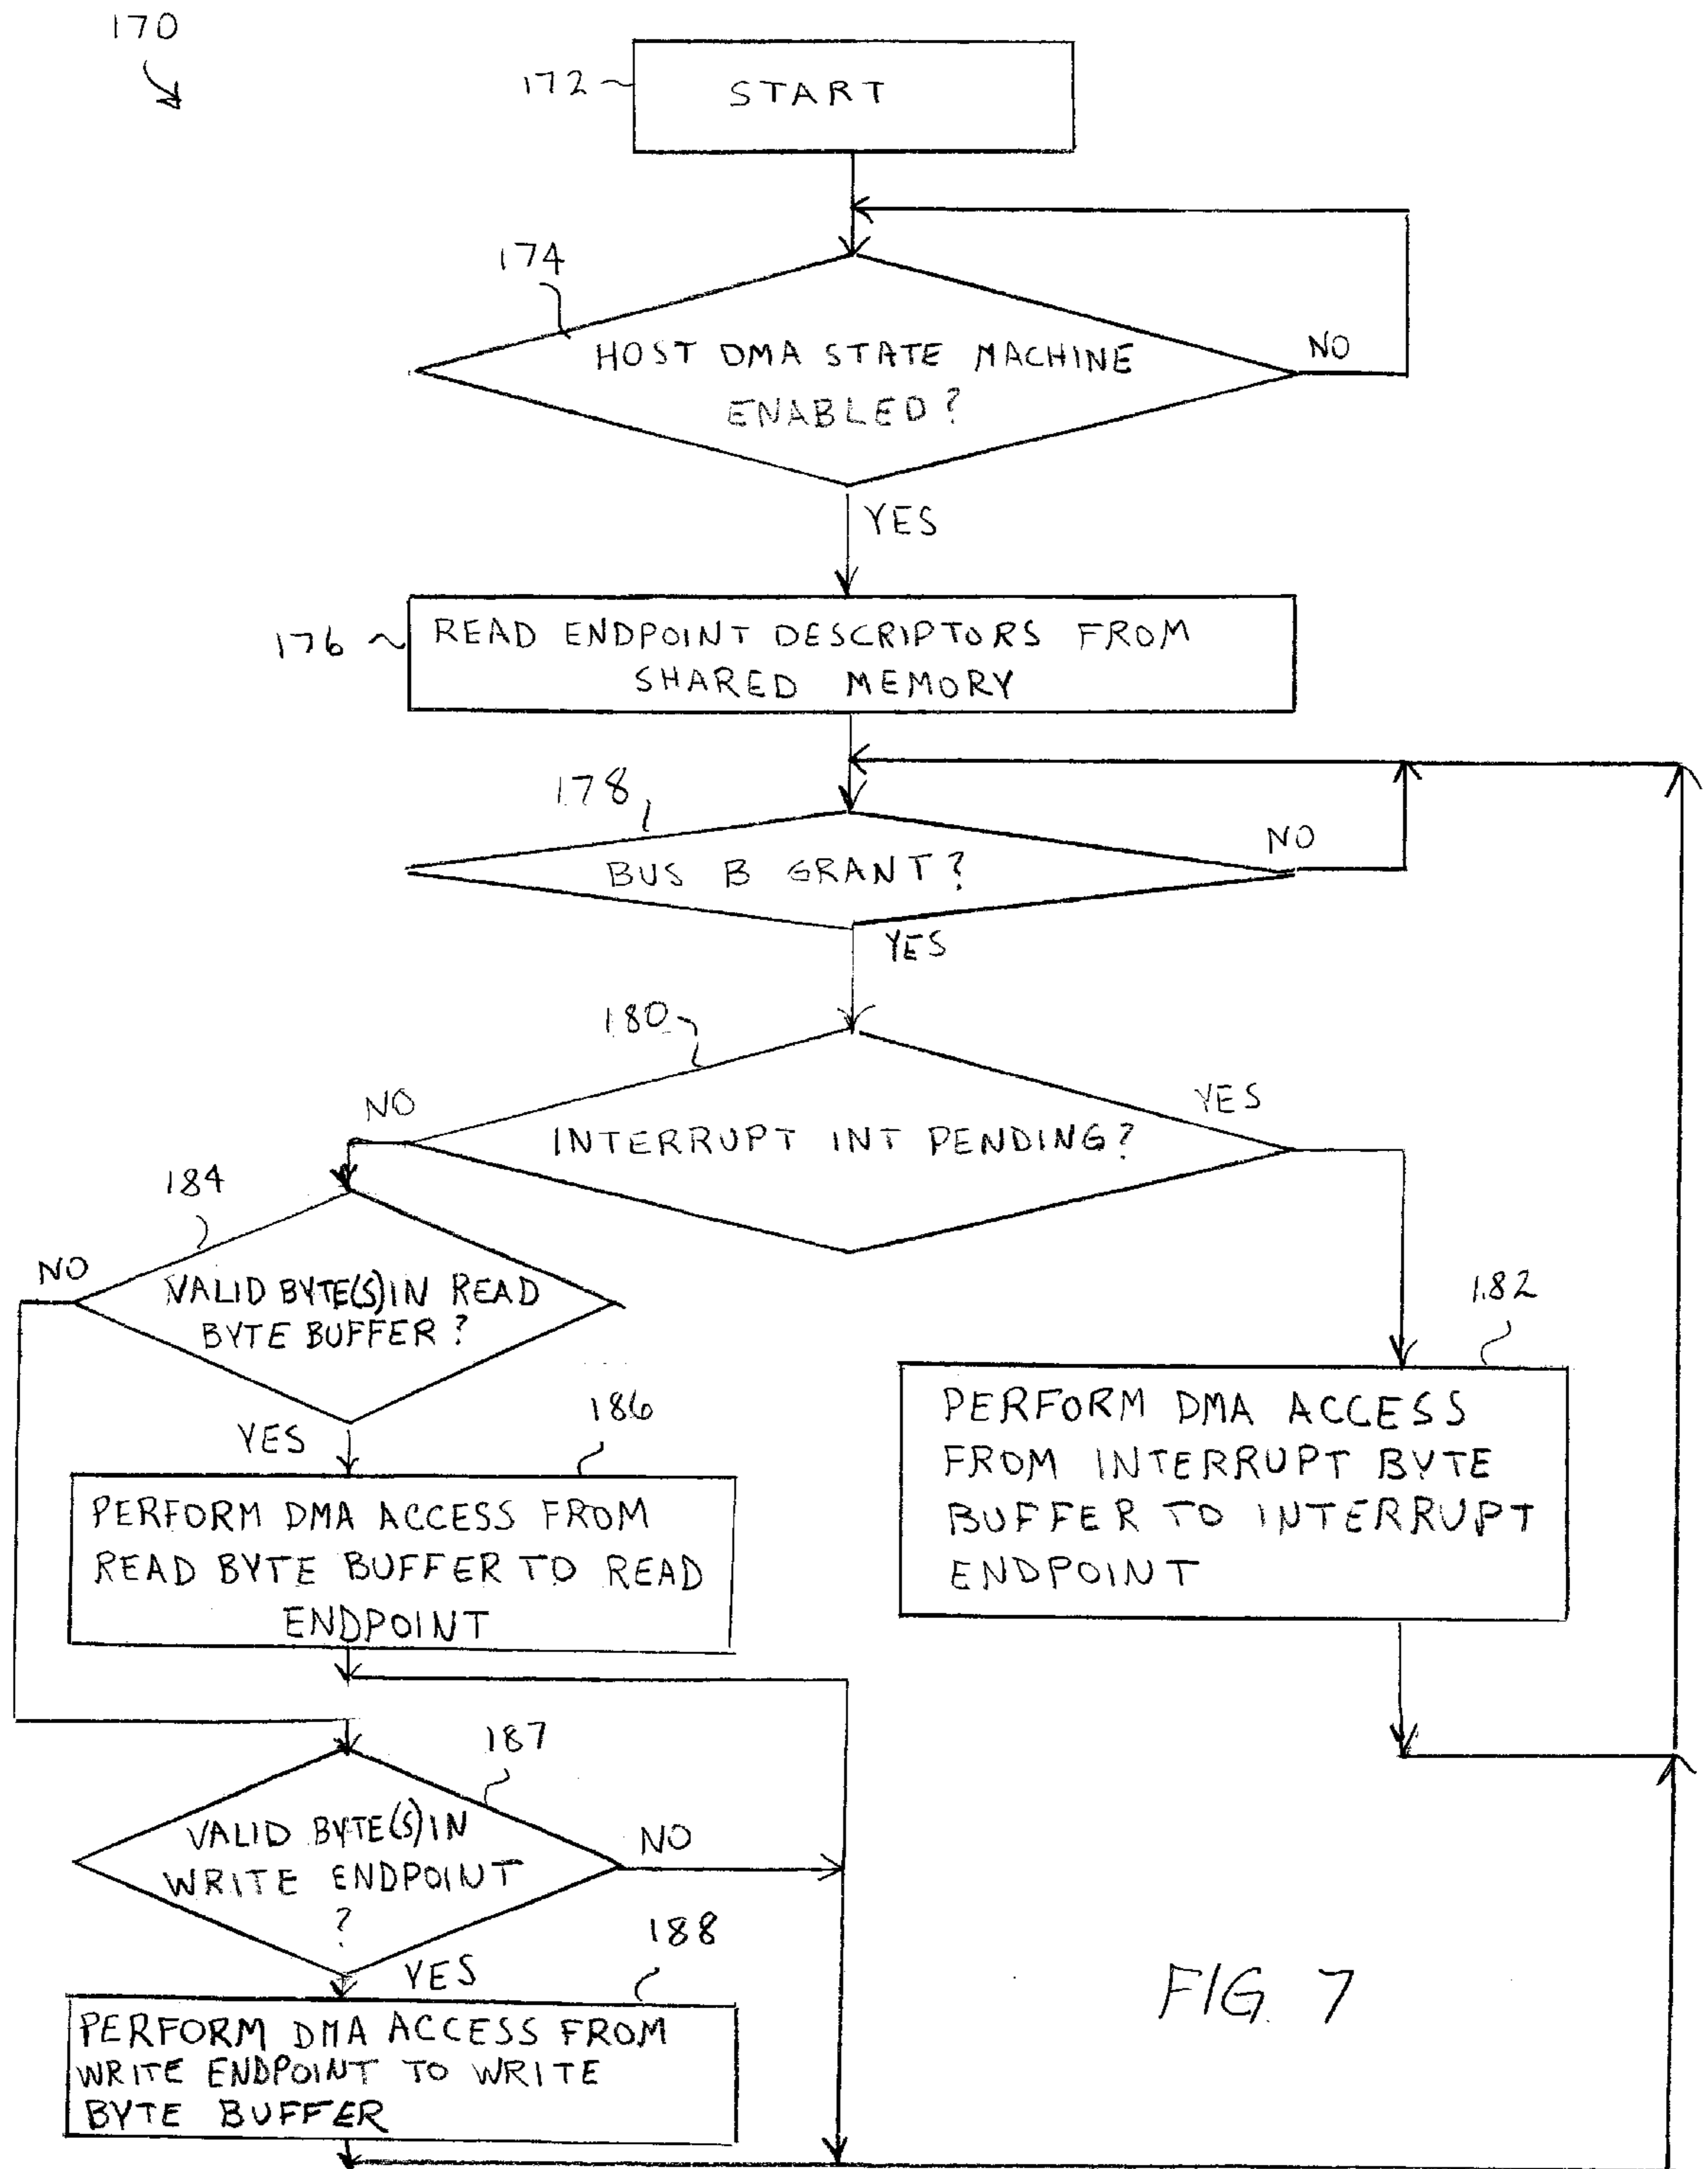 170
172
START
174
HOST DMA STATE MACHINE
ENABLED?
NO
YES
176
READ ENDPOINT DESCRIPTORS FROM
SHARED MEMORY
178
BUS B GRANT?
NO
YES
180
NO
INTERRUPT INT PENDING?
YES
184
NO
VALID BYTE(S) IN READ
BYTE BUFFER?
YES
182
PERFORM DMA ACCESS
FROM INTERRUPT BYTE
BUFFER TO INTERRUPT
ENDPOINT
186
PERFORM DMA ACCESS FROM
READ BYTE BUFFER TO READ
ENDPOINT
187
VALID BYTE(S) IN
WRITE ENDPOINT
?
NO
YES
188
PERFORM DMA ACCESS FROM
WRITE ENDPOINT TO WRITE
BYTE BUFFER
FIG. 7